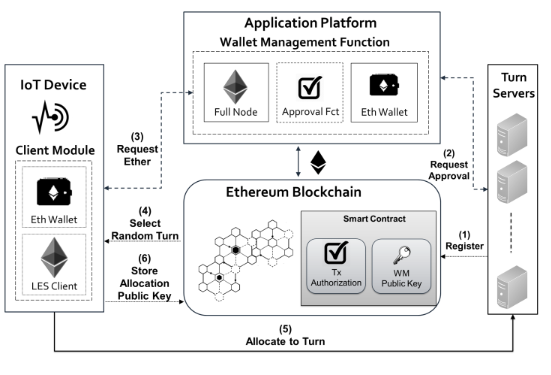 Application Platform
Wallet Management Function
Full Node
Approval Fct
Eth Wallet
IoT Device
Client Module
Eth Wallet
LES Client
Turn
Servers
(3)
Request
Ether
(2)
Request
Approval
Ethereum Blockchain
Smart Contract
Tx
Authorization
WM
Public Key
(4)
Select
Random Turn
(6)
Store
Allocation
Public Key
(1)
Register
(5)
Allocate to Turn